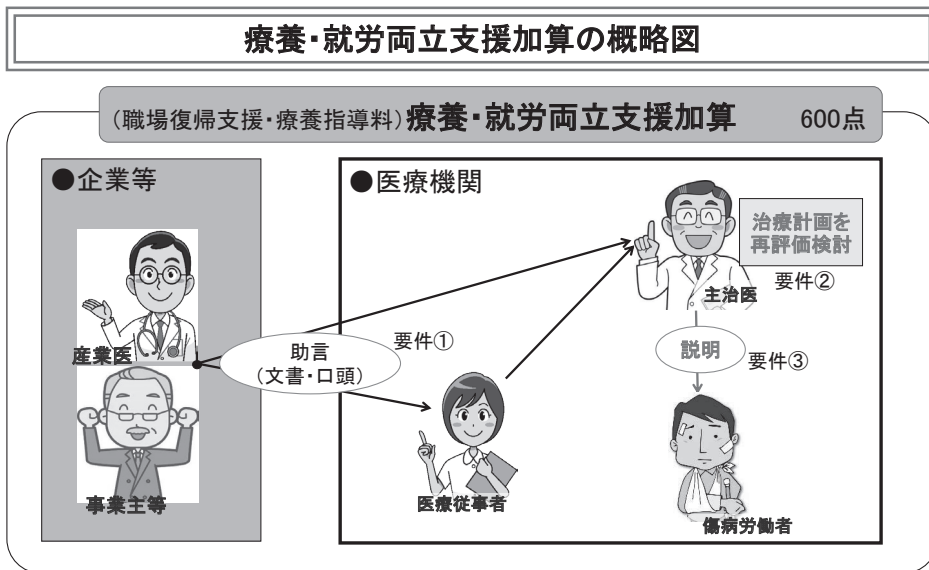 療養・就労両立支援加算の概略図
(職場復帰支援・療養指導料)療養・就労両立支援加算 600点
●企業等
産業医
事業主等
助言
(文書・口頭)
要件①
●医療機関
医療従事者
主治医
治療計画を
再評価検討
要件②
説明
要件③
傷病労働者